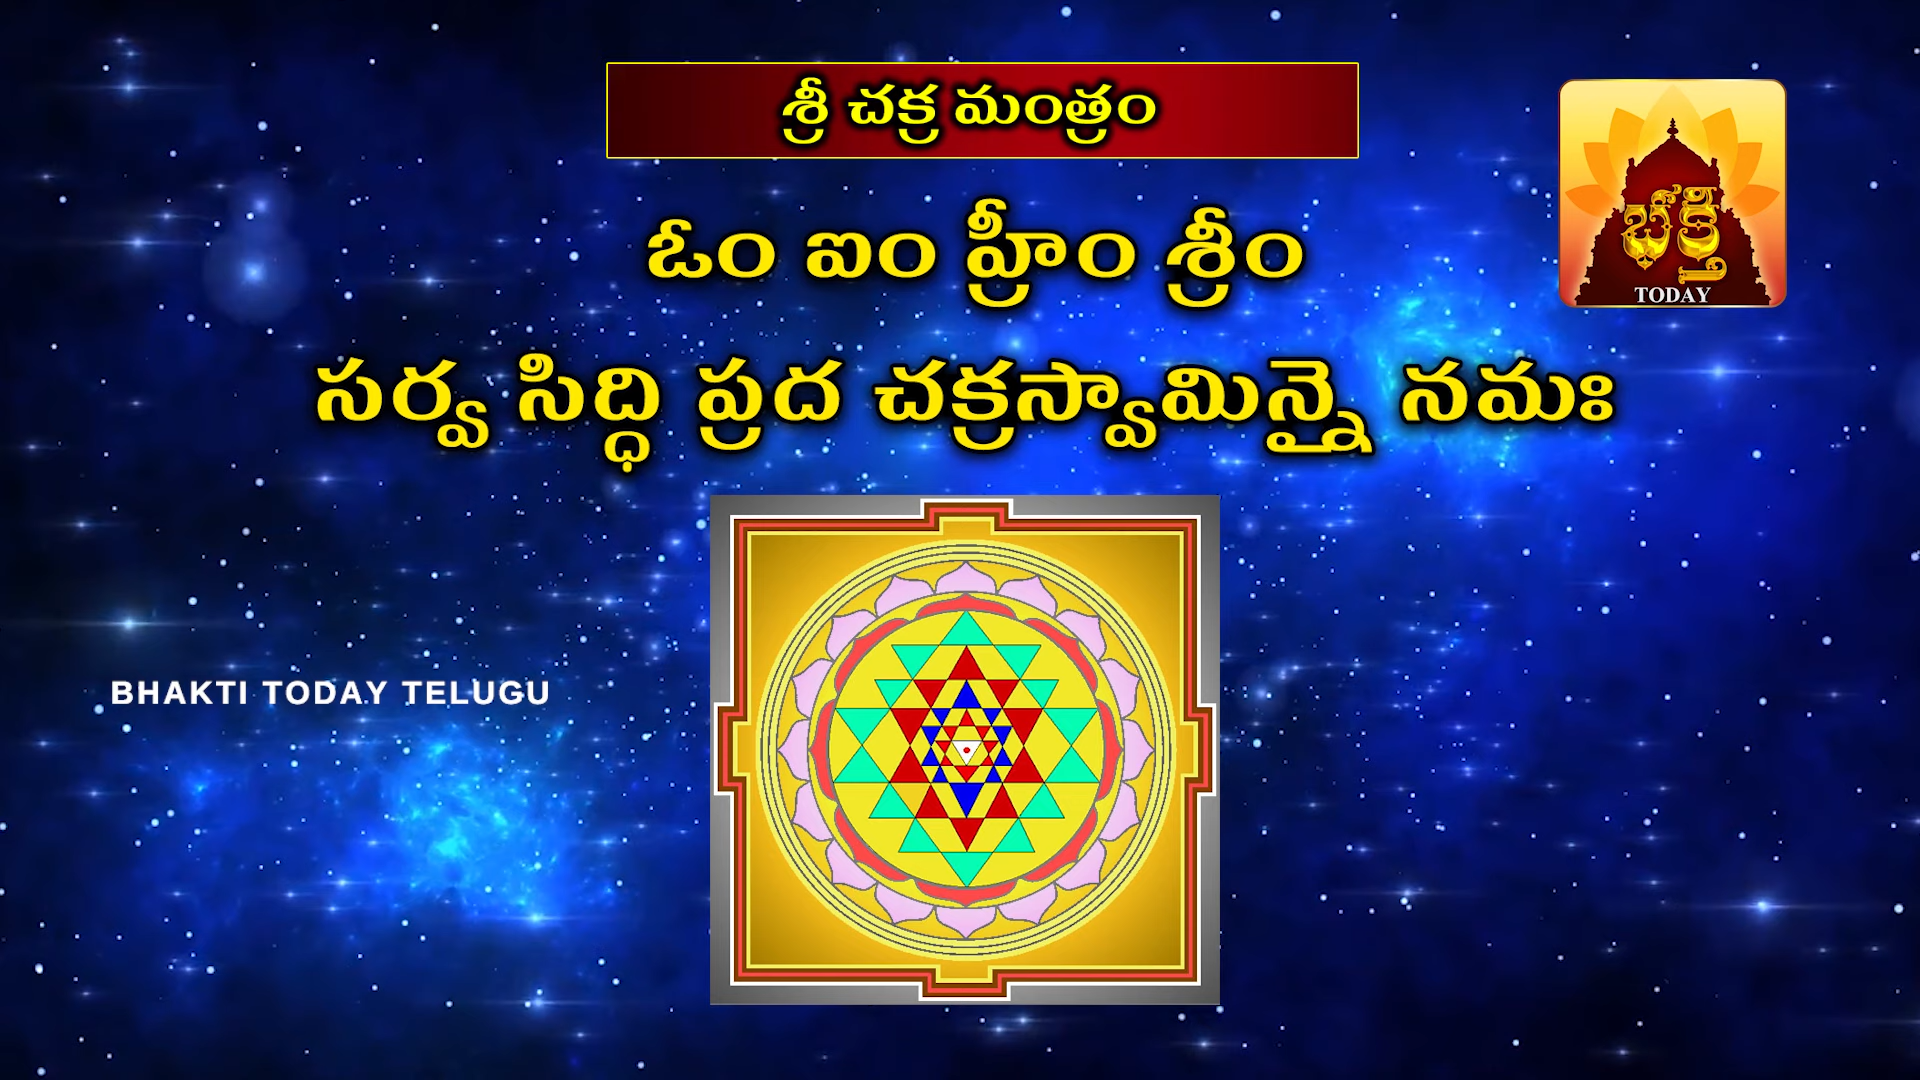 శ్రీ చక్ర మంత్రం
ఓం ఐం హ్రీం శ్రీం
సర్వ సిద్ధి ప్రద చక్రస్వామిన్నై నమః
భక్తి
TODAY
BHAKTI TODAY TELUGU